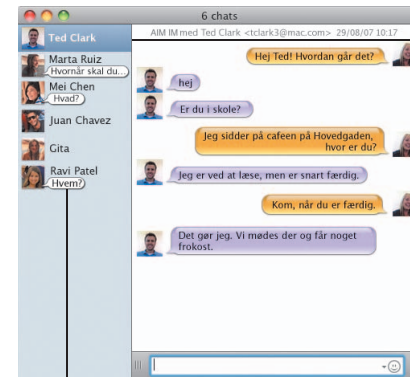 6 chats
Ted Clark
Marta Ruiz
Hvornår skal du...
Mei Chen
Hvad?
Juan Chavez
Gita
Ravi Patel
Hvem?
AIM IM med Ted Clark <tclark3@mac.com> 29/08/07 10:17
Hej Ted! Hvordan går det?
hej
Er du i skole?
Jeg sidder på cafeen på Hovedgaden,
hvor er du?
Jeg er ved at læse, men er snart færdig.
Kom, når du er færdig.
Det gør jeg. Vi mødes der og får noget
frokost.